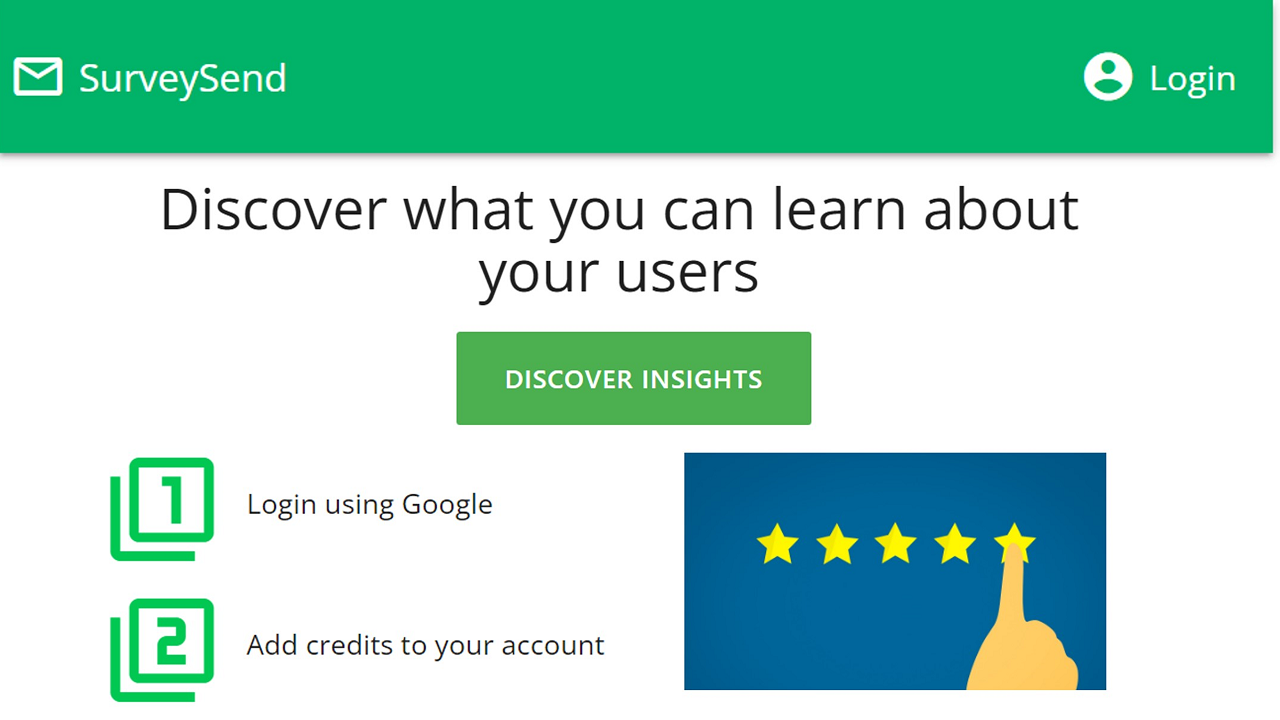 SurveySend
Login
Discover what you can learn about
your users
DISCOVER INSIGHTS
1
Login using Google
2
Add credits to your account